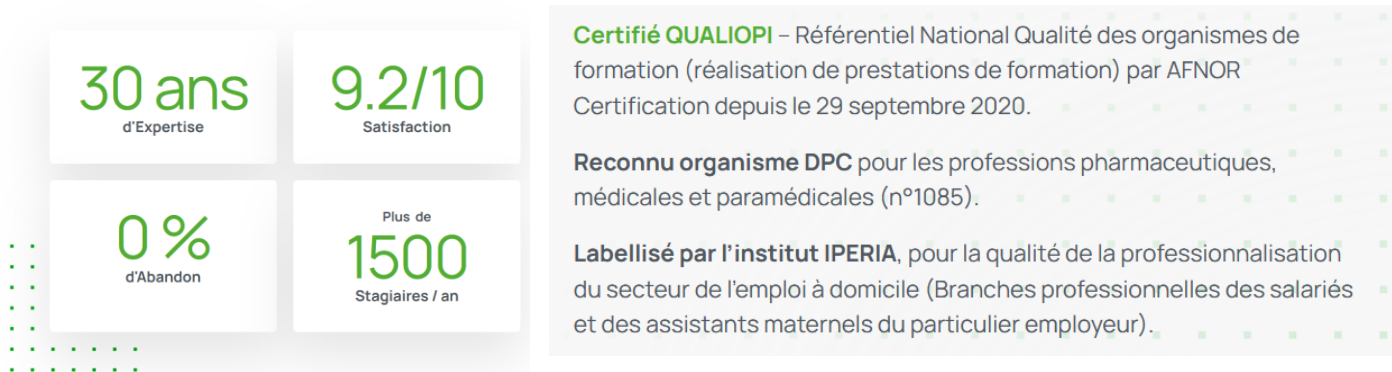 30 ans
d'Expertise
9.2/10
Satisfaction
0 %
d'Abandon
Plus de
1500
Stagiaires / an
Certifié QUALIOPI – Référentiel National Qualité des organismes de
formation (réalisation de prestations de formation) par AFNOR
Certification depuis le 29 septembre 2020.
Reconnu organisme DPC pour les professions pharmaceutiques,
médicales et paramédicales (n°1085).
Labellisé par l’institut IPERIA, pour la qualité de la professionnalisation
du secteur de l'emploi à domicile (Branches professionnelles des salariés
et des assistants maternels du particulier employeur).